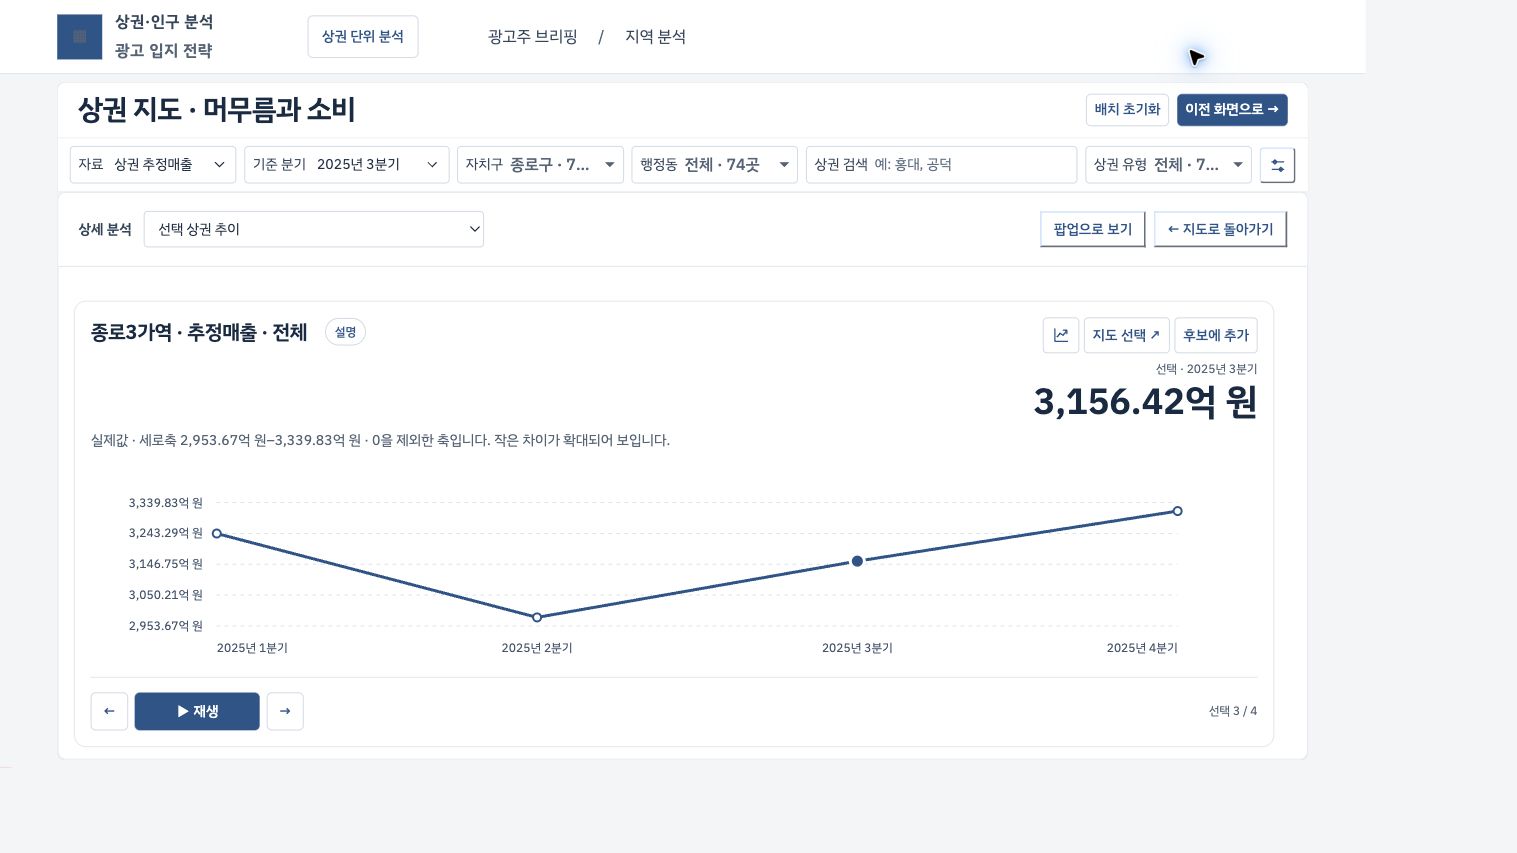 상권·인구 분석
광고 입지 전략
상권 단위 분석
광고주 브리핑 / 지역 분석
상권 지도 · 머무름과 소비
배치 초기화
이전 화면으로 →
자료 상권 추정매출
기준 분기 2025년 3분기
자치구 종로구 · 7...
행정동 전체 · 74곳
상권 검색 예: 홍대, 공덕
상권 유형 전체 · 7...
상세 분석 선택 상권 추이
팝업으로 보기
← 지도로 돌아가기
종로3가역 · 추정매출 · 전체
설명
지도 선택 ↗
후보에 추가
선택 · 2025년 3분기
3,156.42억 원
실제값 · 세로축 2,953.67억 원–3,339.83억 원 · 0을 제외한 축입니다. 작은 차이가 확대되어 보입니다.
3,339.83억 원
3,243.29억 원
3,146.75억 원
3,050.21억 원
2,953.67억 원
2025년 1분기
2025년 2분기
2025년 3분기
2025년 4분기
←
▶ 재생
→
선택 3 / 4